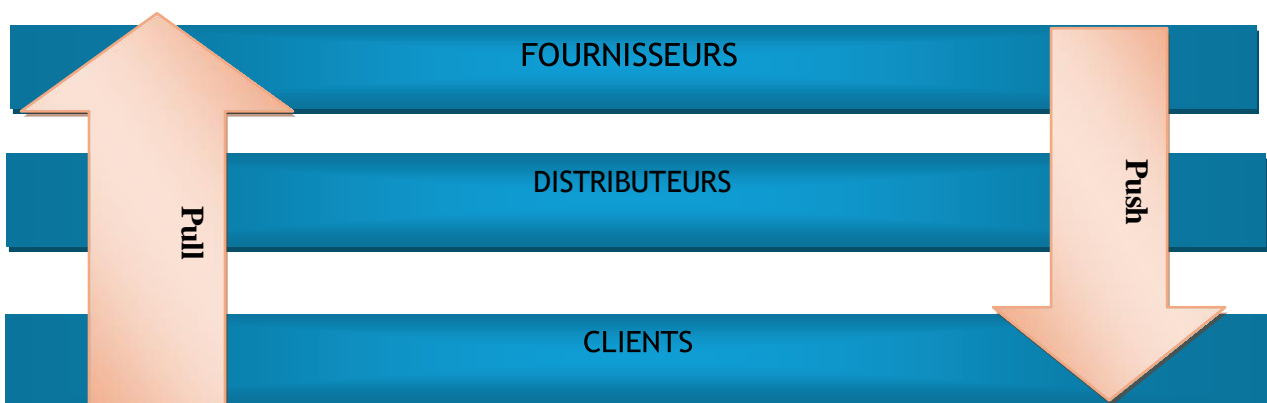 FOURNISSEURS
DISTRIBUTEURS
Push
Pull
CLIENTS